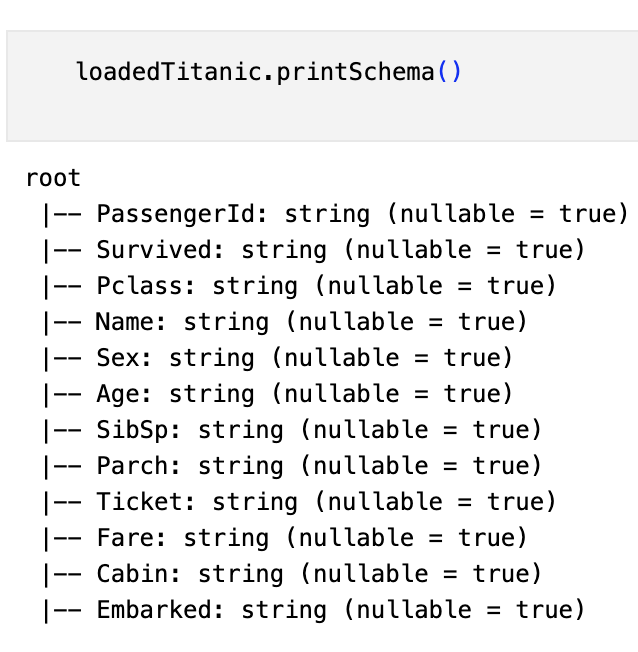 loadedTitanic.printSchema()
root
 |-- PassengerId: string (nullable = true)
 |-- Survived: string (nullable = true)
 |-- Pclass: string (nullable = true)
 |-- Name: string (nullable = true)
 |-- Sex: string (nullable = true)
 |-- Age: string (nullable = true)
 |-- SibSp: string (nullable = true)
 |-- Parch: string (nullable = true)
 |-- Ticket: string (nullable = true)
 |-- Fare: string (nullable = true)
 |-- Cabin: string (nullable = true)
 |-- Embarked: string (nullable = true)